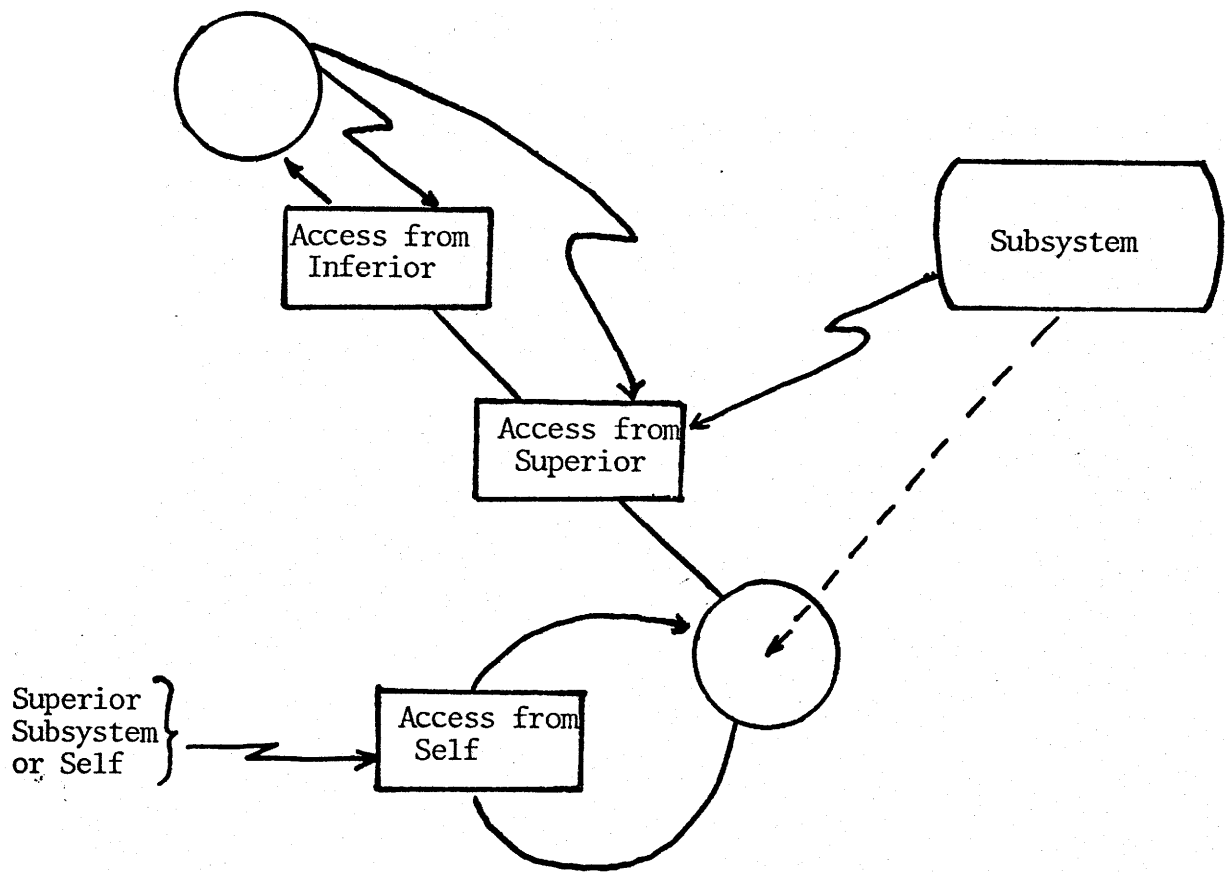 Access from
Inferior
Subsystem
Access from
Superior
Superior
Subsystem
or Self
Access from
Self